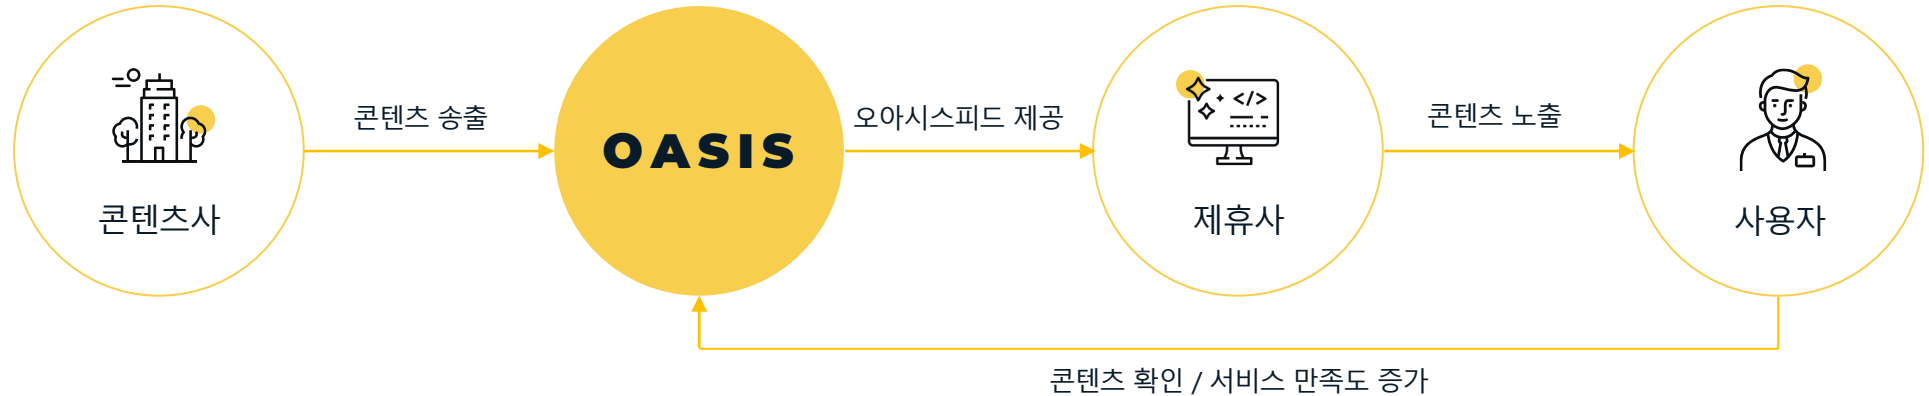 콘텐츠 송출
오아시스피드 제공
콘텐츠 노출
OASIS
</>
콘텐츠사
제휴사
사용자
콘텐츠 확인 / 서비스 만족도 증가